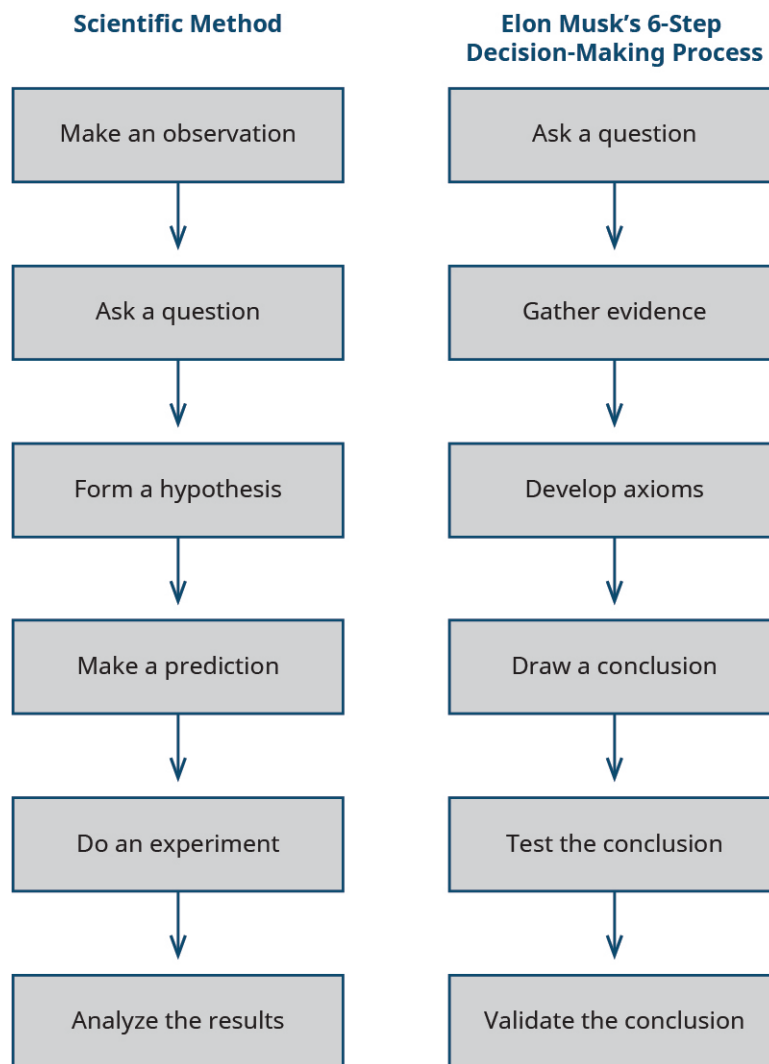 Scientific Method
Make an observation
Ask a question
Form a hypothesis
Make a prediction
Do an experiment
Analyze the results
Elon Musk’s 6-Step
Decision-Making Process
Ask a question
Gather evidence
Develop axioms
Draw a conclusion
Test the conclusion
Validate the conclusion